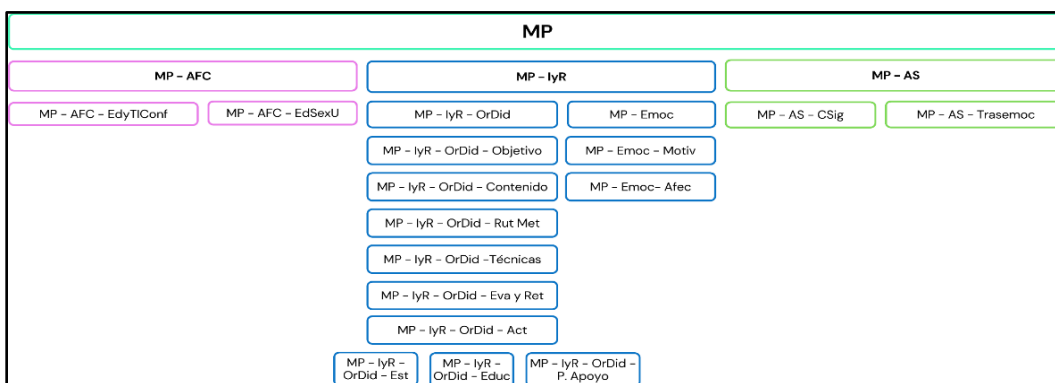 MP
MP - AFC
MP - IyR
MP - AS
MP - AFC - EdyTIConf
MP - AFC - EdSexU
MP - IyR - OrDid
MP - Emoc
MP - AS - CSig
MP - AS - Trasemoc
MP - IyR - OrDid - Objetivo
MP - Emoc - Motiv
MP - IyR - OrDid - Contenido
MP - Emoc- Afec
MP - IyR - OrDid - Rut Met
MP - IyR - OrDid -Técnicas
MP - IyR - OrDid - Eva y Ret
MP - IyR - OrDid - Act
MP - IyR -
OrDid - Est
MP - IyR -
OrDid - Educ
MP - IyR - OrDid -
P. Apoyo